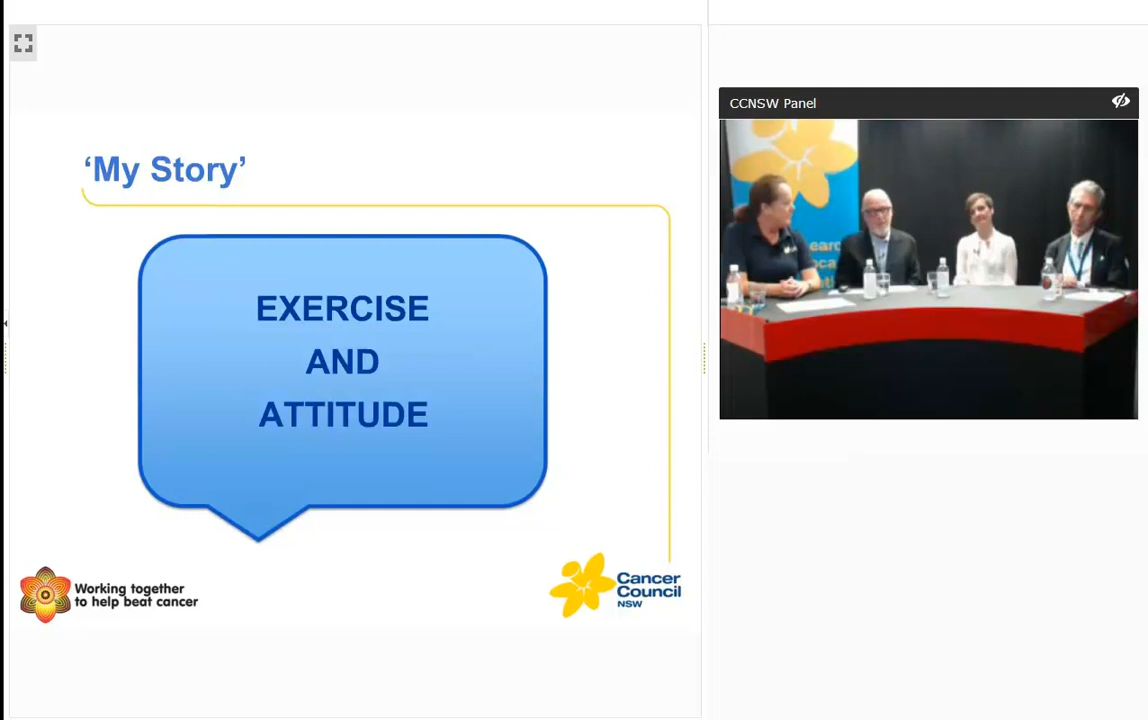 ‘My Story’
EXERCISE
AND
ATTITUDE
Working together
to help beat cancer
Cancer
Council
NSW
CCNSW Panel